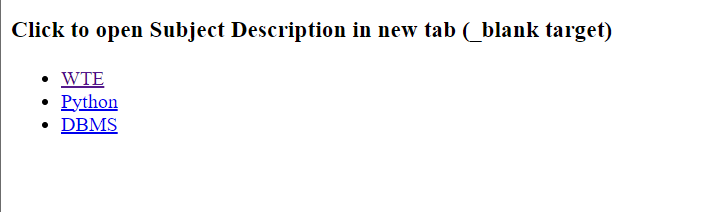 Click to open Subject Description in new tab (_blank target)
WTE
Python
DBMS